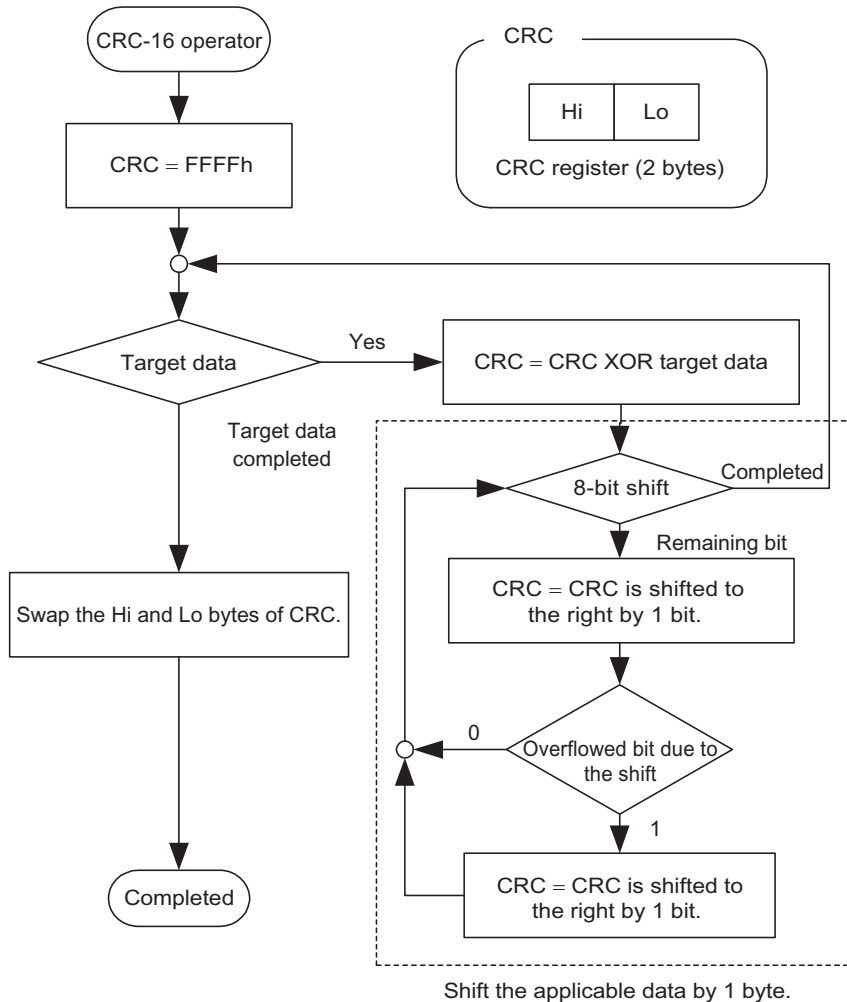 CRC-16 operator
CRC
Hi
Lo
CRC register (2 bytes)
CRC = FFFFh
Target data
Yes
CRC = CRC XOR target data
Target data
completed
8-bit shift
Completed
Remaining bit
CRC = CRC is shifted to
the right by 1 bit.
Swap the Hi and Lo bytes of CRC.
0
Overflowed bit due to
the shift
1
CRC = CRC is shifted to
the right by 1 bit.
Completed
Shift the applicable data by 1 byte.